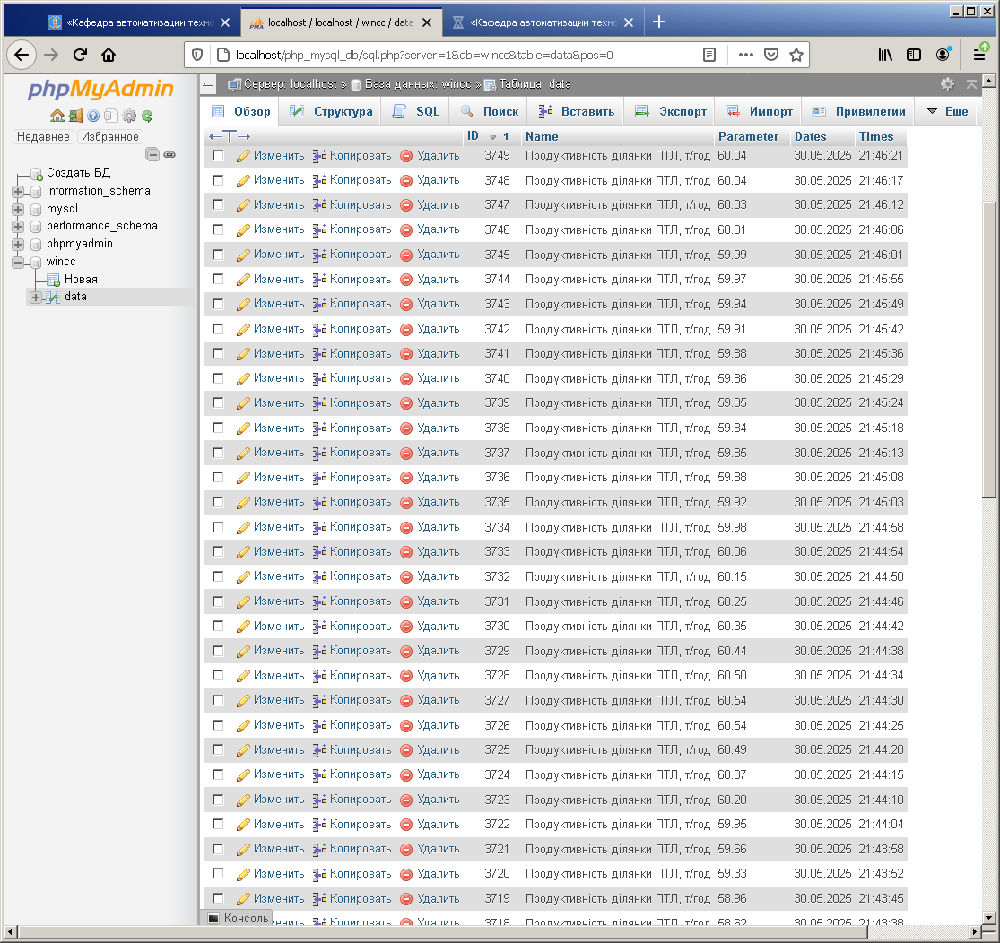 «Кафедра автоматизации техно
localhost / localhost / wincc / data
«Кафедра автоматизации техно
localhost/php_mysql_db/sql.php?server=1&db=wincc&table=data&pos=0
phpMyAdmin
Недавнее Избранное
Создать БД
information_schema
mysql
performance_schema
phpmyadmin
wincc
Новая
data
Сервер: localhost » База данных: wincc » Таблица: data
Обзор Структура SQL Поиск Вставить Экспорт Импорт Привилегии Ещё
ID 1 Name Parameter Dates Times
Изменить Копировать Удалить 3749 Продуктивність ділянки ПТЛ, т/год 60.04 30.05.2025 21:46:21
Изменить Копировать Удалить 3748 Продуктивність ділянки ПТЛ, т/год 60.04 30.05.2025 21:46:17
Изменить Копировать Удалить 3747 Продуктивність ділянки ПТЛ, т/год 60.03 30.05.2025 21:46:12
Изменить Копировать Удалить 3746 Продуктивність ділянки ПТЛ, т/год 60.01 30.05.2025 21:46:06
Изменить Копировать Удалить 3745 Продуктивність ділянки ПТЛ, т/год 59.99 30.05.2025 21:46:01
Изменить Копировать Удалить 3744 Продуктивність ділянки ПТЛ, т/год 59.97 30.05.2025 21:45:55
Изменить Копировать Удалить 3743 Продуктивність ділянки ПТЛ, т/год 59.94 30.05.2025 21:45:49
Изменить Копировать Удалить 3742 Продуктивність ділянки ПТЛ, т/год 59.91 30.05.2025 21:45:42
Изменить Копировать Удалить 3741 Продуктивність ділянки ПТЛ, т/год 59.88 30.05.2025 21:45:36
Изменить Копировать Удалить 3740 Продуктивність ділянки ПТЛ, т/год 59.86 30.05.2025 21:45:29
Изменить Копировать Удалить 3739 Продуктивність ділянки ПТЛ, т/год 59.85 30.05.2025 21:45:24
Изменить Копировать Удалить 3738 Продуктивність ділянки ПТЛ, т/год 59.84 30.05.2025 21:45:18
Изменить Копировать Удалить 3737 Продуктивність ділянки ПТЛ, т/год 59.85 30.05.2025 21:45:13
Изменить Копировать Удалить 3736 Продуктивність ділянки ПТЛ, т/год 59.88 30.05.2025 21:45:08
Изменить Копировать Удалить 3735 Продуктивність ділянки ПТЛ, т/год 59.92 30.05.2025 21:45:03
Изменить Копировать Удалить 3734 Продуктивність ділянки ПТЛ, т/год 59.98 30.05.2025 21:44:58
Изменить Копировать Удалить 3733 Продуктивність ділянки ПТЛ, т/год 60.06 30.05.2025 21:44:54
Изменить Копировать Удалить 3732 Продуктивність ділянки ПТЛ, т/год 60.15 30.05.2025 21:44:50
Изменить Копировать Удалить 3731 Продуктивність ділянки ПТЛ, т/год 60.25 30.05.2025 21:44:46
Изменить Копировать Удалить 3730 Продуктивність ділянки ПТЛ, т/год 60.35 30.05.2025 21:44:42
Изменить Копировать Удалить 3729 Продуктивність ділянки ПТЛ, т/год 60.44 30.05.2025 21:44:38
Изменить Копировать Удалить 3728 Продуктивність ділянки ПТЛ, т/год 60.50 30.05.2025 21:44:34
Изменить Копировать Удалить 3727 Продуктивність ділянки ПТЛ, т/год 60.54 30.05.2025 21:44:30
Изменить Копировать Удалить 3726 Продуктивність ділянки ПТЛ, т/год 60.54 30.05.2025 21:44:25
Изменить Копировать Удалить 3725 Продуктивність ділянки ПТЛ, т/год 60.49 30.05.2025 21:44:20
Изменить Копировать Удалить 3724 Продуктивність ділянки ПТЛ, т/год 60.37 30.05.2025 21:44:15
Изменить Копировать Удалить 3723 Продуктивність ділянки ПТЛ, т/год 60.20 30.05.2025 21:44:10
Изменить Копировать Удалить 3722 Продуктивність ділянки ПТЛ, т/год 59.95 30.05.2025 21:44:04
Изменить Копировать Удалить 3721 Продуктивність ділянки ПТЛ, т/год 59.66 30.05.2025 21:43:58
Изменить Копировать Удалить 3720 Продуктивність ділянки ПТЛ, т/год 59.33 30.05.2025 21:43:52
Изменить Копировать Удалить 3719 Продуктивність ділянки ПТЛ, т/год 58.96 30.05.2025 21:43:45
Копировать Удалить 3718 Продуктивність ділянки ПТЛ, т/год 58.62 30.05.2025 21:43:38
Консоль